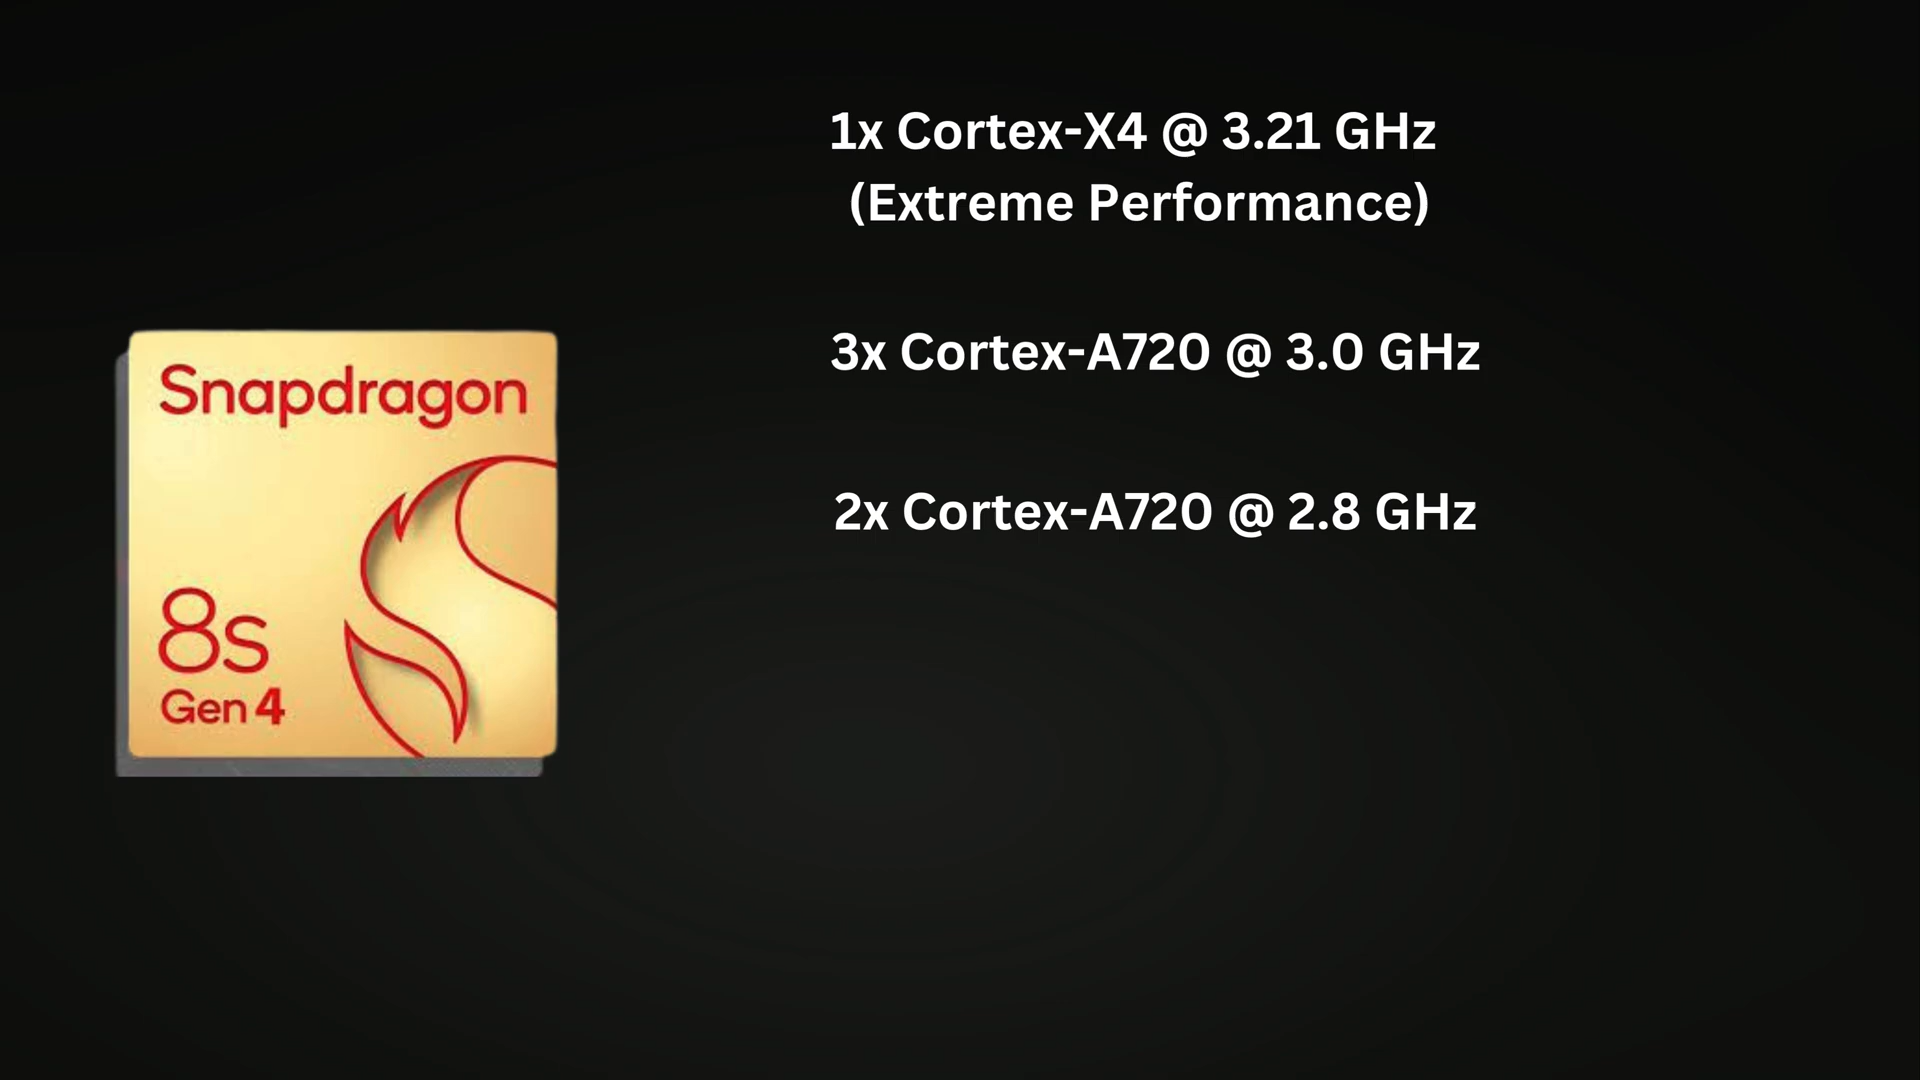 1x Cortex-X4 @ 3.21 GHz
(Extreme Performance)
3x Cortex-A720 @ 3.0 GHz
2x Cortex-A720 @ 2.8 GHz
Snapdragon
8s
Gen 4